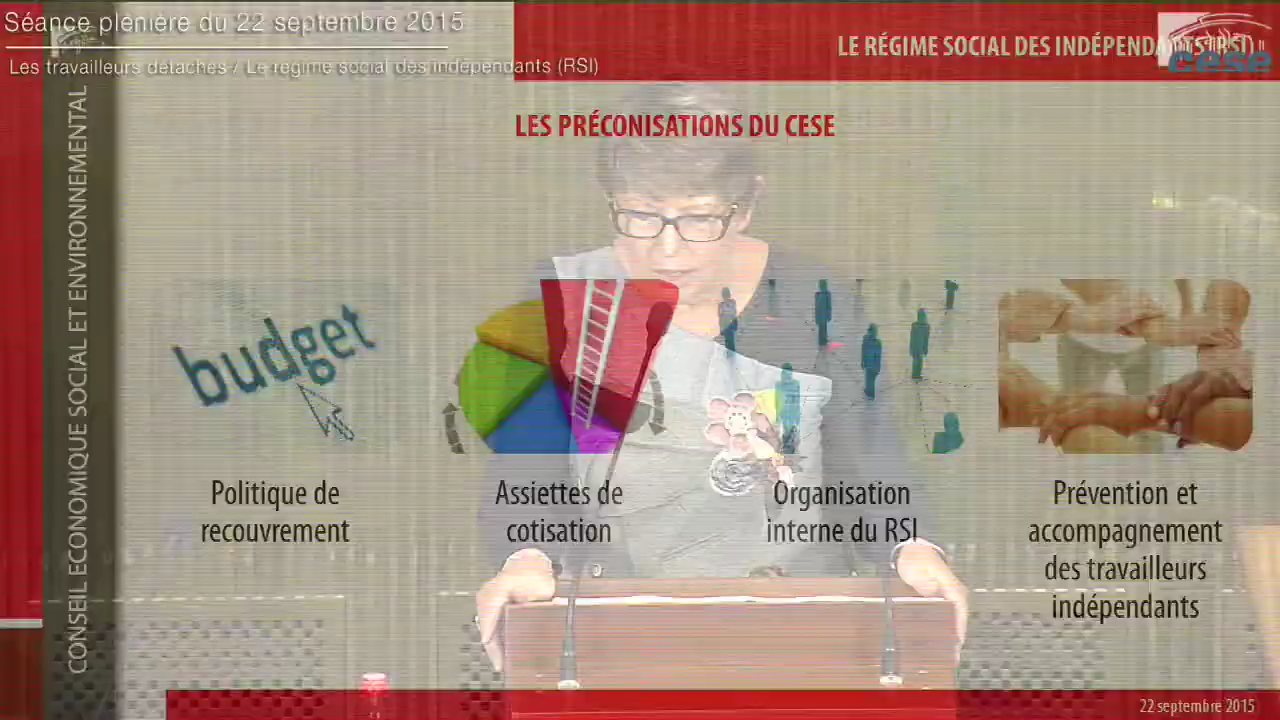 Séance plénière du 22 septembre 2015
Les travailleurs détachés / Le régime social des indépendants (RSI)
LE RÉGIME SOCIAL DES INDÉPENDANTS (RSI)
cese
CONSEIL ECONOMIQUE SOCIAL ET ENVIRONNEMENTAL
LES PRÉCONISATIONS DU CESE
budget
Politique de
recouvrement
Assiettes de
cotisation
Organisation
interne du RSI
Prévention et
accompagnement
des travailleurs
indépendants
22 septembre 2015